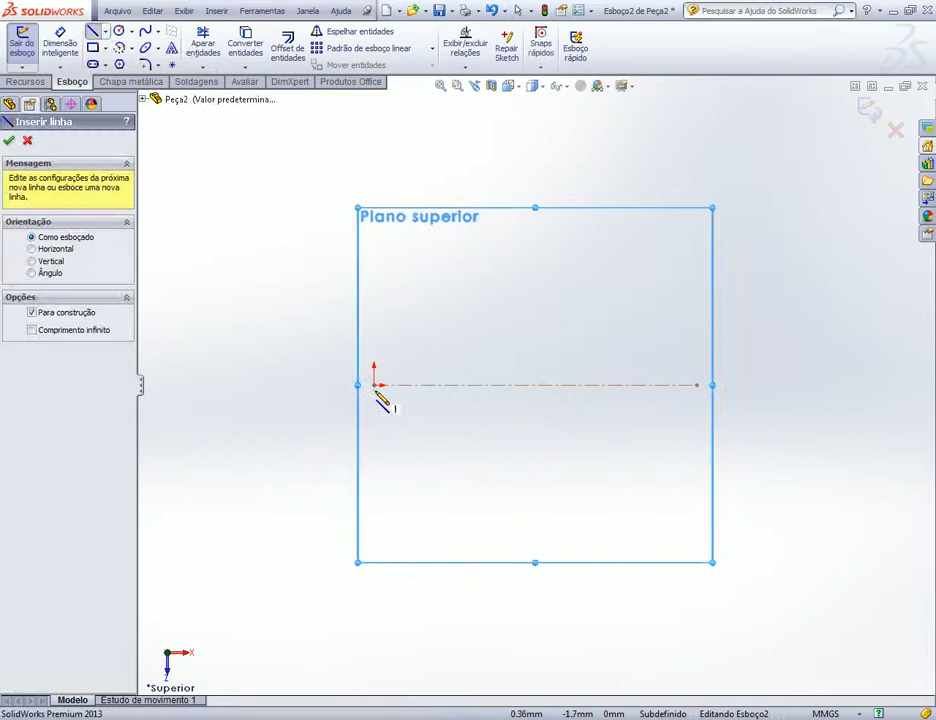 SOLIDWORKS Arquivo Editar Exibir Inserir Ferramentas Janela Ajuda
Esboço2 de Peça2 *
Pesquisar a Ajuda do SolidWorks
Sair do esboço
Dimensão inteligente
Aparar entidades
Converter entidades
Offset de entidades
Espelhar entidades
Padrão de esboço linear
Mover entidades
Exibir/excluir relações
Repair Sketch
Snaps rápidos
Esboço rápido
Recursos Esboço Chapa metálica Soldagens Avaliar DimXpert Produtos Office
Peça2 (Valor predetermina...
Inserir linha ?
Mensagem
Edite as configurações da próxima
nova linha ou esboce uma nova
linha.
Orientação
Como esboçado
Horizontal
Vertical
Ângulo
Opções
Para construção
Comprimento infinito
Plano superior
X
Z
*Superior
Modelo Estudo de movimento 1
SolidWorks Premium 2013 0.36mm -1.7mm 0mm Subdefinido Editando Esboço2 MMGS